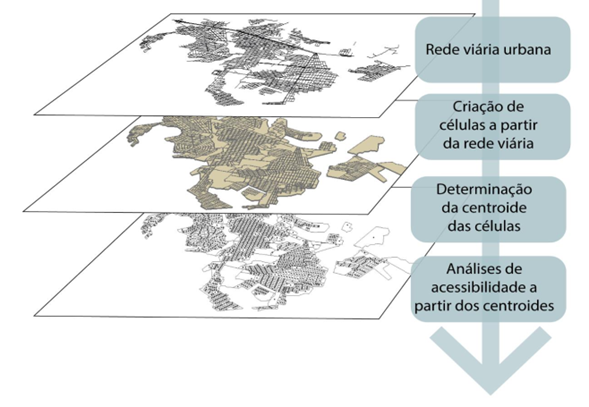 Rede viária urbana
Criação de
células a partir
da rede viária
Determinação
da centroide
das células
Análises de
acessibilidade a
partir dos centroides